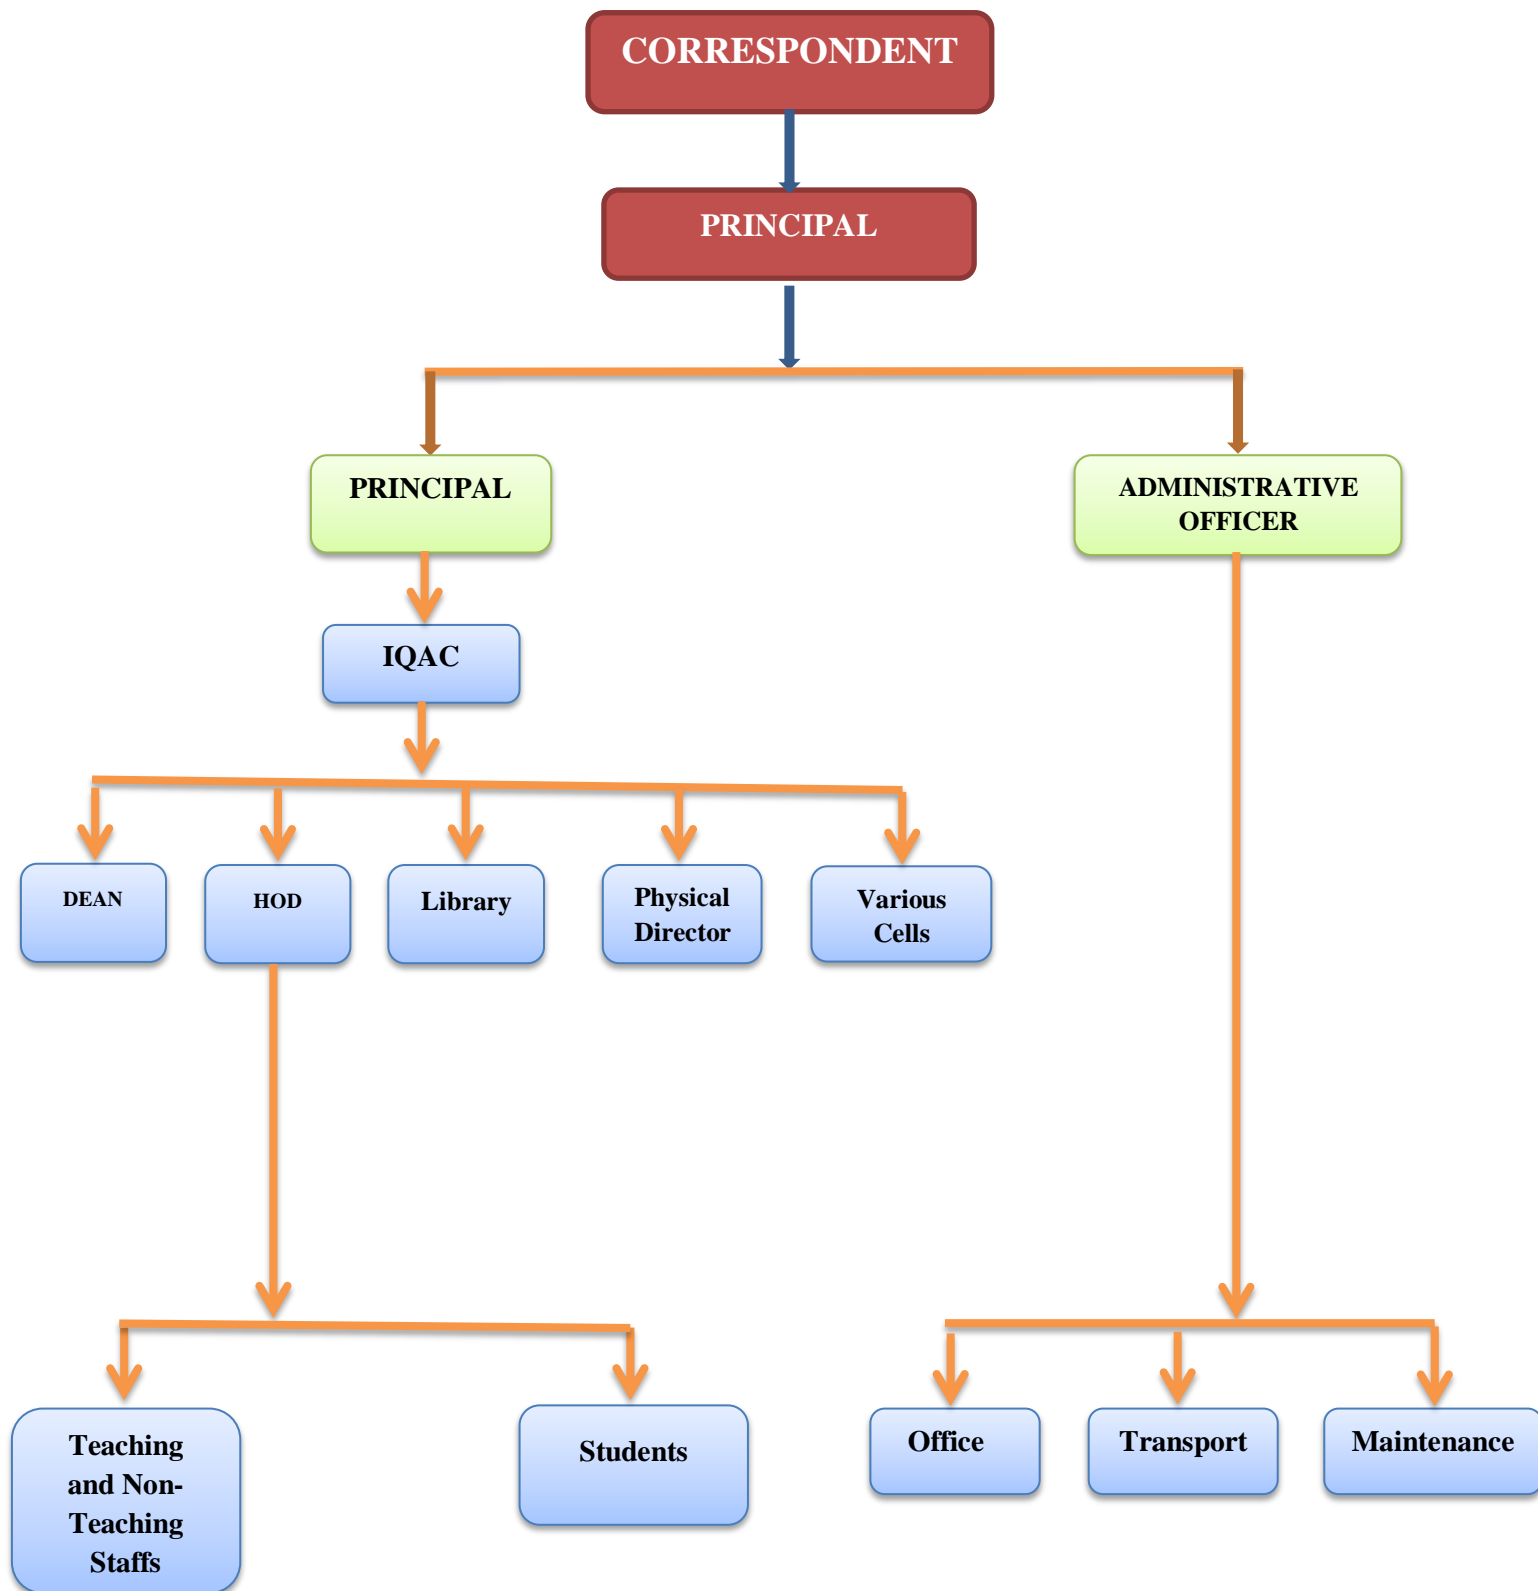 CORRESPONDENT
PRINCIPAL
PRINCIPAL
ADMINISTRATIVE
OFFICER
IQAC
DEAN
HOD
Library
Physical
Director
Various
Cells
Teaching
and Non-
Teaching
Staffs
Students
Office
Transport
Maintenance